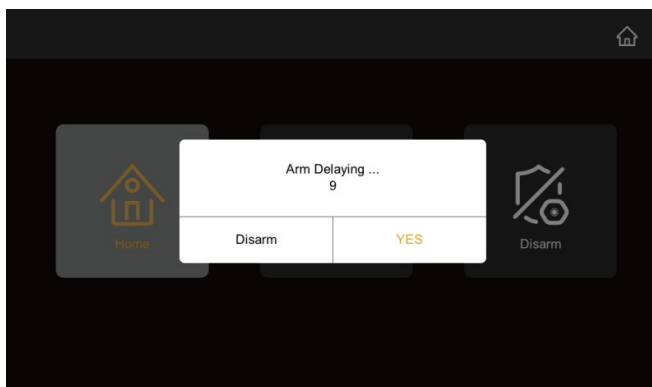 Arm Delaying ...
9
Disarm
YES
Home
Disarm